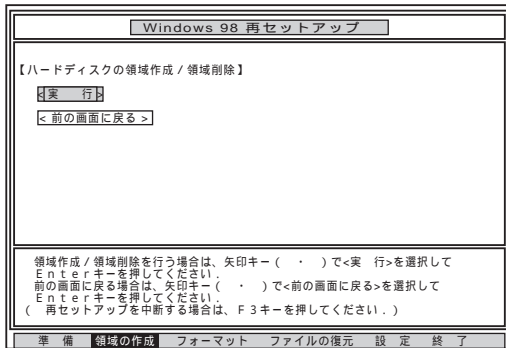 Windows 98 再セットアップ
【ハードディスクの領域作成／領域削除】
<実　行>
<前の画面に戻る>
領域作成／領域削除を行う場合は、矢印キー（　・　）で<実　行>を選択して
Ｅｎｔｅｒキーを押してください．
前の画面に戻る場合は、矢印キー（　・　）で<前の画面に戻る>を選択して
Ｅｎｔｅｒキーを押してください．
（　再セットアップを中断する場合は、Ｆ３キーを押してください．）
準　備　領域の作成　フォーマット　ファイルの復元　設　定　終　了